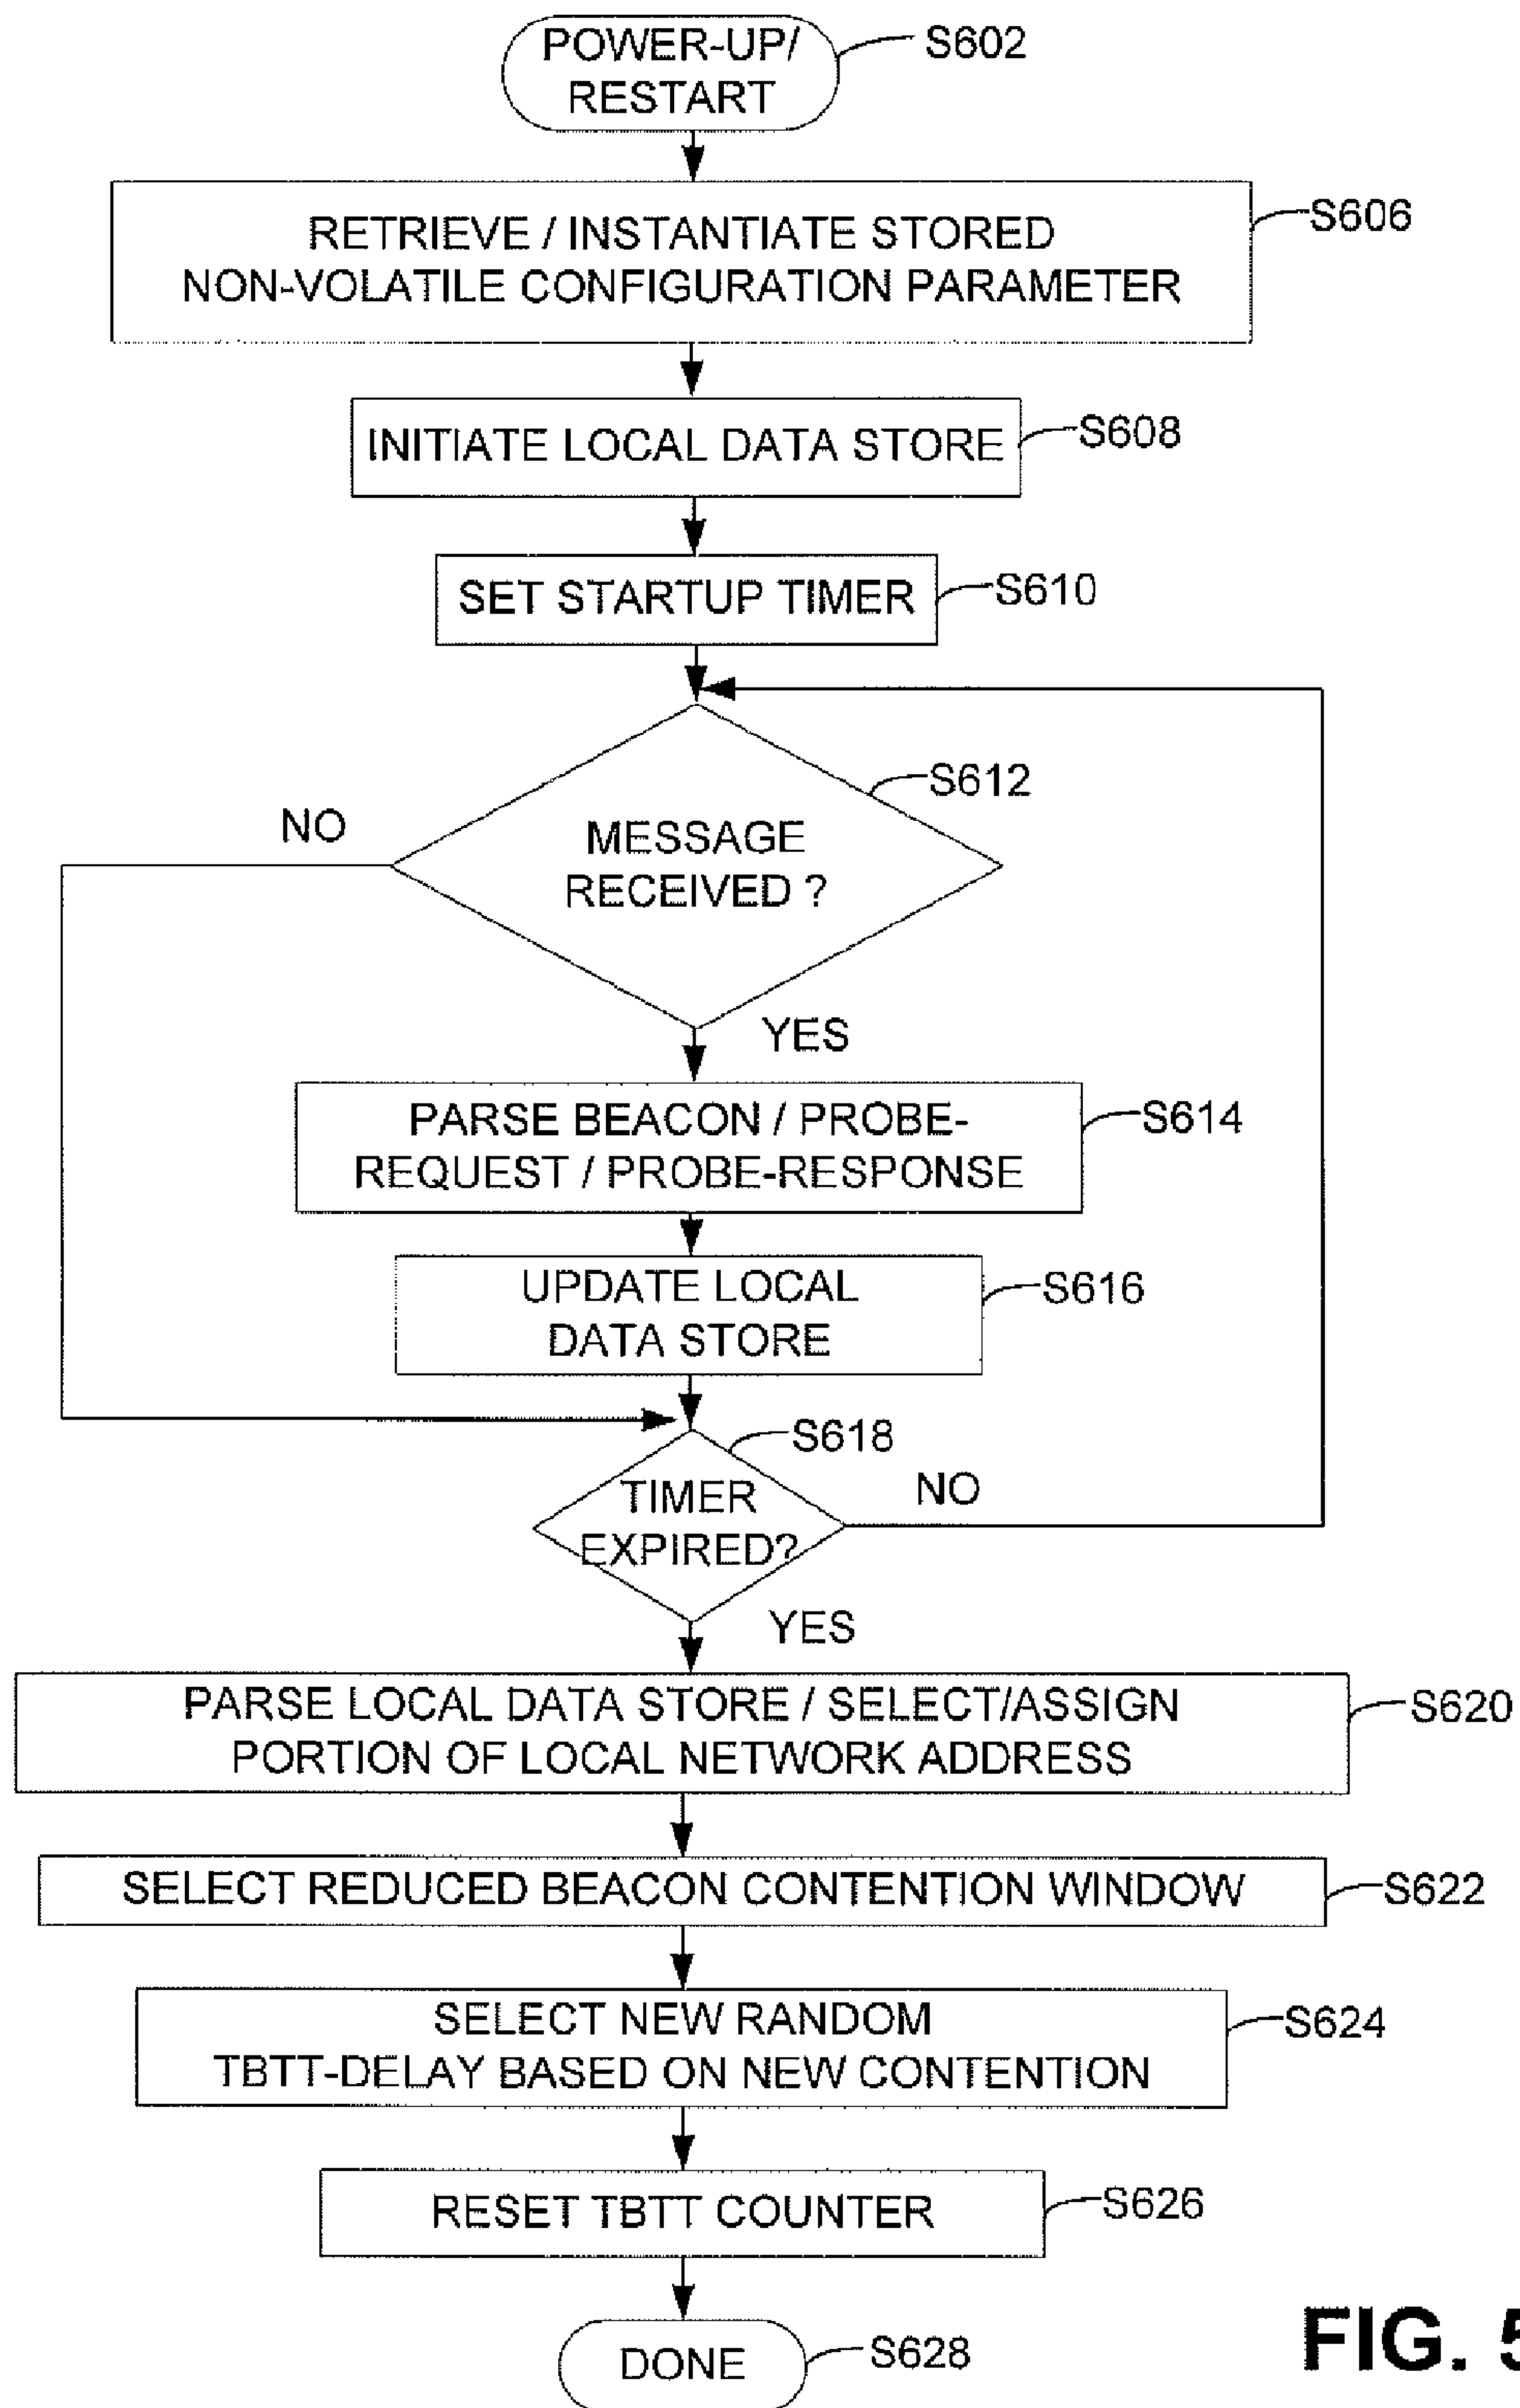 POWER-UP/
RESTART
S602
RETRIEVE / INSTANTIATE STORED
NON-VOLATILE CONFIGURATION PARAMETER
S606
INITIATE LOCAL DATA STORE
S608
SET STARTUP TIMER
S610
S612
NO
MESSAGE
RECEIVED ?
YES
PARSE BEACON / PROBE-
REQUEST / PROBE-RESPONSE
S614
UPDATE LOCAL
DATA STORE
S616
S618
TIMER
EXPIRED?
NO
YES
PARSE LOCAL DATA STORE / SELECT/ASSIGN
PORTION OF LOCAL NETWORK ADDRESS
S620
SELECT REDUCED BEACON CONTENTION WINDOW
S622
SELECT NEW RANDOM
TBTT-DELAY BASED ON NEW CONTENTION
S624
RESET TBTT COUNTER
S626
DONE
S628
FIG. 5